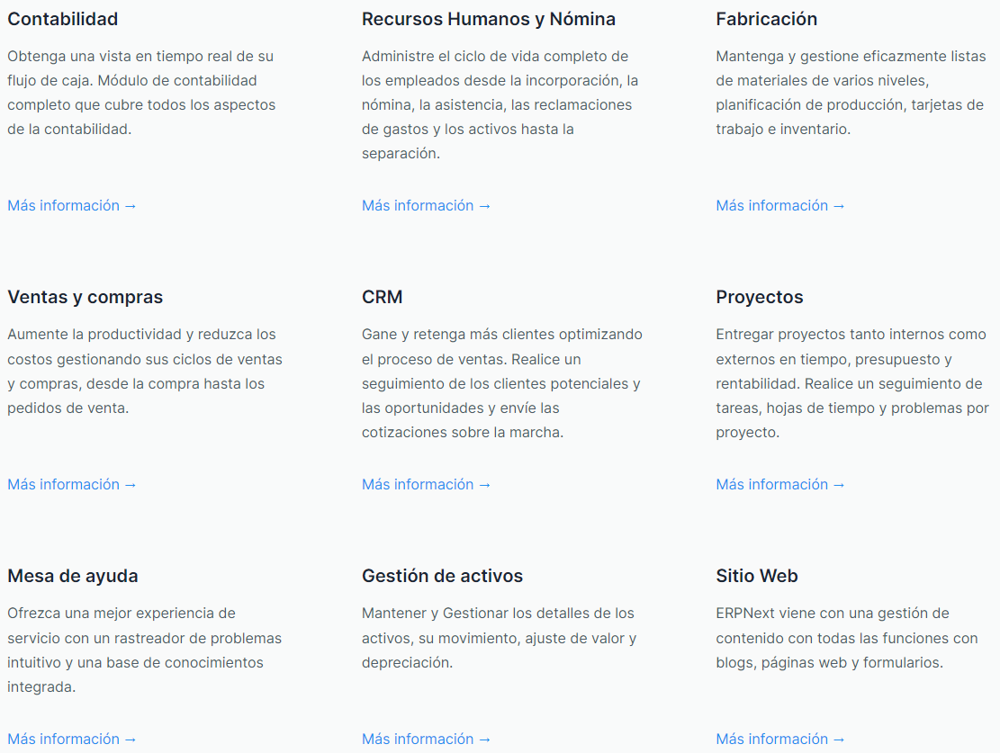 Contabilidad
Obtenga una vista en tiempo real de su
flujo de caja. Módulo de contabilidad
completo que cubre todos los aspectos
de la contabilidad.
Más información →
Recursos Humanos y Nómina
Administre el ciclo de vida completo de
los empleados desde la incorporación, la
nómina, la asistencia, las reclamaciones
de gastos y los activos hasta la
separación.
Más información →
Fabricación
Mantenga y gestione eficazmente listas
de materiales de varios niveles,
planificación de producción, tarjetas de
trabajo e inventario.
Más información →
Ventas y compras
Aumente la productividad y reduzca los
costos gestionando sus ciclos de ventas
y compras, desde la compra hasta los
pedidos de venta.
Más información →
CRM
Gane y retenga más clientes optimizando
el proceso de ventas. Realice un
seguimiento de los clientes potenciales y
las oportunidades y envíe las
cotizaciones sobre la marcha.
Más información →
Proyectos
Entregar proyectos tanto internos como
externos en tiempo, presupuesto y
rentabilidad. Realice un seguimiento de
tareas, hojas de tiempo y problemas por
proyecto.
Más información →
Mesa de ayuda
Ofrezca una mejor experiencia de
servicio con un rastreador de problemas
intuitivo y una base de conocimientos
integrada.
Más información →
Gestión de activos
Mantener y Gestionar los detalles de los
activos, su movimiento, ajuste de valor y
depreciación.
Más información →
Sitio Web
ERPNext viene con una gestión de
contenido con todas las funciones con
blogs, páginas web y formularios.
Más información →